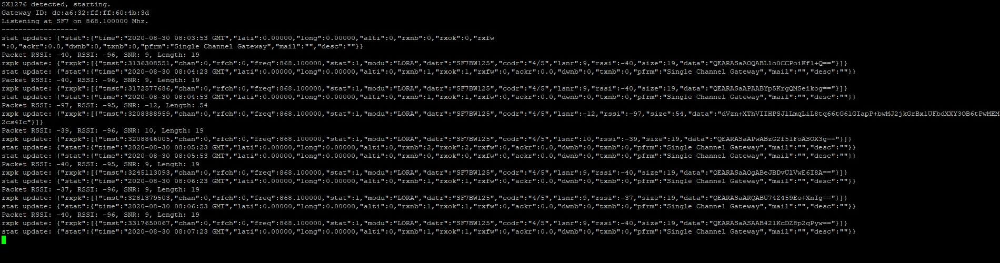 SX1276 detected, starting.
Gateway ID: dc:a6:32:ff:ff:60:4b:3d
Listening at SF7 on 868.100000 Mhz.
------------------
stat update: {"stat":{"time":"2020-08-30 08:03:53 GMT","lati":0.00000,"long":0.00000,"alti":0,"rxnb":0,"rxok":0,"rxfw
":0,"ackr":0.0,"dwnb":0,"txnb":0,"pfrm":"Single Channel Gateway","mail":"","desc":""}}
Packet RSSI: -40, RSSI: -96, SNR: 9, Length: 19
rxpk update: {"rxpk":[{"tmst":3136308551,"chan":0,"rfch":0,"freq":868.100000,"stat":1,"modu":"LORA","datr":"SF7BW125","codr":"4/5","lsnr":9,"rssi":-40,"size":19,"data":"QEARASaAOQABLlo0CCPoiKf1+Q=="}]}
stat update: {"stat":{"time":"2020-08-30 08:04:23 GMT","lati":0.00000,"long":0.00000,"alti":0,"rxnb":1,"rxok":1,"rxfw":0,"ackr":0.0,"dwnb":0,"txnb":0,"pfrm":"Single Channel Gateway","mail":"","desc":""}}
Packet RSSI: -40, RSSI: -96, SNR: 9, Length: 19
rxpk update: {"rxpk":[{"tmst":3172577686,"chan":0,"rfch":0,"freq":868.100000,"stat":1,"modu":"LORA","datr":"SF7BW125","codr":"4/5","lsnr":9,"rssi":-40,"size":19,"data":"QEARASaAPAABYp5KrgQMSeikog=="}]}
stat update: {"stat":{"time":"2020-08-30 08:04:53 GMT","lati":0.00000,"long":0.00000,"alti":0,"rxnb":1,"rxok":1,"rxfw":0,"ackr":0.0,"dwnb":0,"txnb":0,"pfrm":"Single Channel Gateway","mail":"","desc":""}}
Packet RSSI: -97, RSSI: -95, SNR: -12, Length: 54
rxpk update: {"rxpk":[{"tmst":3208388959,"chan":0,"rfch":0,"freq":868.100000,"stat":1,"modu":"LORA","datr":"SF7BW125","codr":"4/5","lsnr":-12,"rssi":-97,"size":54,"data":"dVzn+XThVIIHPSJlLmqLiL8tq66tG61GIapP+bwMJ2jkGrBx1UFbdXXY3OB6tPwMEM
2cs4Ic"}]}
Packet RSSI: -39, RSSI: -96, SNR: 10, Length: 19
rxpk update: {"rxpk":[{"tmst":3208846005,"chan":0,"rfch":0,"freq":868.100000,"stat":1,"modu":"LORA","datr":"SF7BW125","codr":"4/5","lsnr":10,"rssi":-39,"size":19,"data":"QEARASaAPwABzG2f51FoASOX3g=="}]}
stat update: {"stat":{"time":"2020-08-30 08:05:23 GMT","lati":0.00000,"long":0.00000,"alti":0,"rxnb":2,"rxok":2,"rxfw":0,"ackr":0.0,"dwnb":0,"txnb":0,"pfrm":"Single Channel Gateway","mail":"","desc":""}}
stat update: {"stat":{"time":"2020-08-30 08:05:53 GMT","lati":0.00000,"long":0.00000,"alti":0,"rxnb":0,"rxok":0,"rxfw":0,"ackr":0.0,"dwnb":0,"txnb":0,"pfrm":"Single Channel Gateway","mail":"","desc":""}}
Packet RSSI: -40, RSSI: -95, SNR: 9, Length: 19
rxpk update: {"rxpk":[{"tmst":3245113093,"chan":0,"rfch":0,"freq":868.100000,"stat":1,"modu":"LORA","datr":"SF7BW125","codr":"4/5","lsnr":9,"rssi":-40,"size":19,"data":"QEARASaAQgABeJBDvUlVwE6I8A=="}]}
stat update: {"stat":{"time":"2020-08-30 08:06:23 GMT","lati":0.00000,"long":0.00000,"alti":0,"rxnb":1,"rxok":1,"rxfw":0,"ackr":0.0,"dwnb":0,"txnb":0,"pfrm":"Single Channel Gateway","mail":"","desc":""}}
Packet RSSI: -37, RSSI: -96, SNR: 9, Length: 19
rxpk update: {"rxpk":[{"tmst":3281379503,"chan":0,"rfch":0,"freq":868.100000,"stat":1,"modu":"LORA","datr":"SF7BW125","codr":"4/5","lsnr":9,"rssi":-37,"size":19,"data":"QEARASaARQABU74Z459Eo+XnIg=="}]}
stat update: {"stat":{"time":"2020-08-30 08:06:53 GMT","lati":0.00000,"long":0.00000,"alti":0,"rxnb":1,"rxok":1,"rxfw":0,"ackr":0.0,"dwnb":0,"txnb":0,"pfrm":"Single Channel Gateway","mail":"","desc":""}}
Packet RSSI: -40, RSSI: -96, SNR: 9, Length: 19
rxpk update: {"rxpk":[{"tmst":3317650067,"chan":0,"rfch":0,"freq":868.100000,"stat":1,"modu":"LORA","datr":"SF7BW125","codr":"4/5","lsnr":9,"rssi":-40,"size":19,"data":"QEARASaASAAB421KcDZ8p2qPyw=="}]}
stat update: {"stat":{"time":"2020-08-30 08:07:23 GMT","lati":0.00000,"long":0.00000,"alti":0,"rxnb":1,"rxok":1,"rxfw":0,"ackr":0.0,"dwnb":0,"txnb":0,"pfrm":"Single Channel Gateway","mail":"","desc":""}}